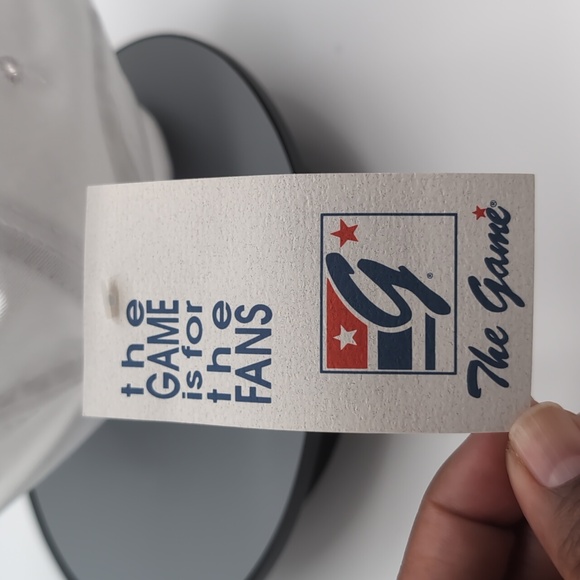 the
GAME
is for
the
FANS
G®
The Game®